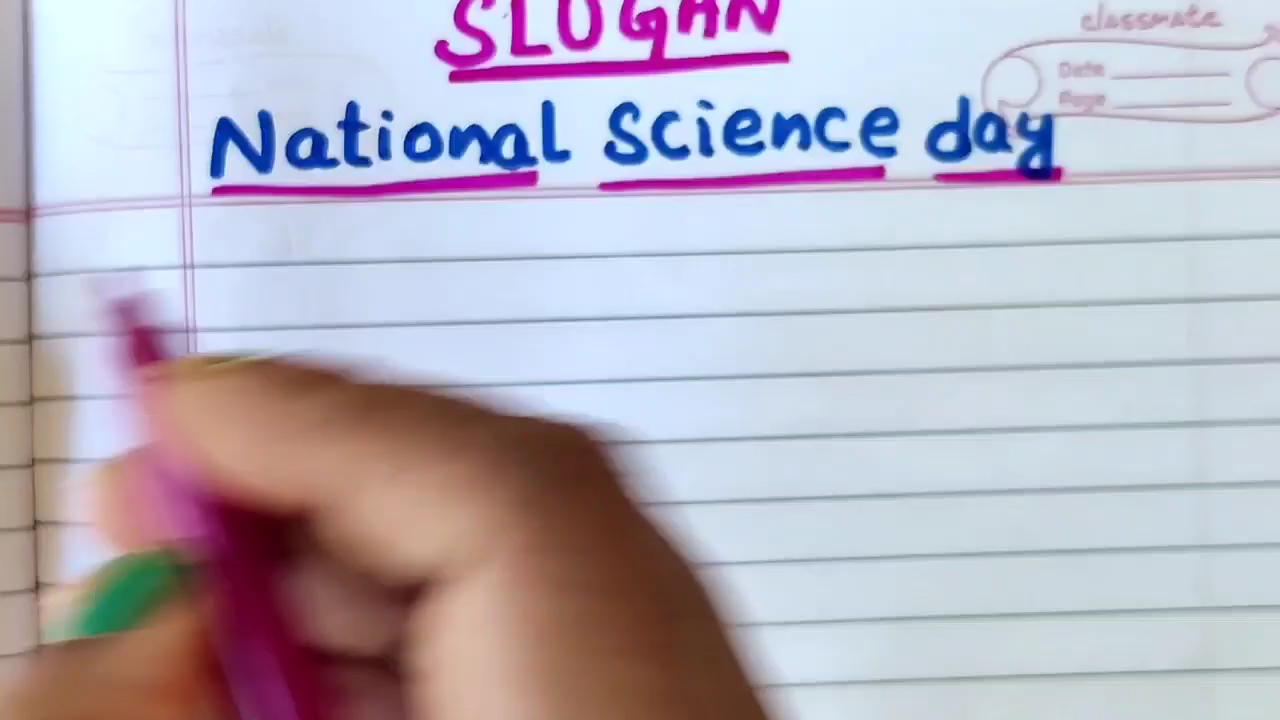 SLOGAN
classmate
Date
Page
National Science day